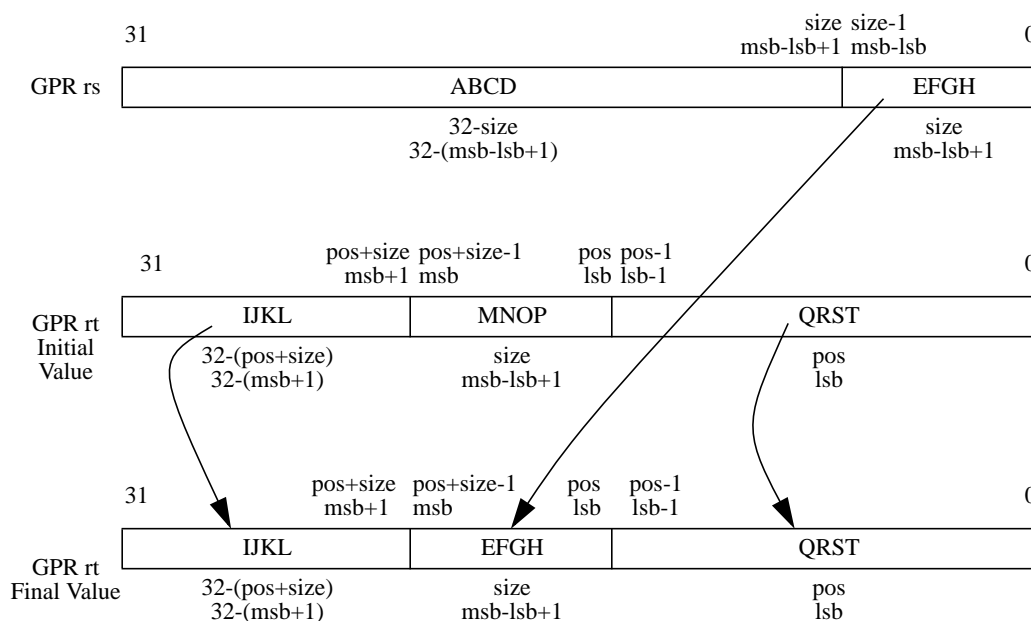 31 size size-1 0
msb-lsb+1 msb-lsb
GPR rs ABCD EFGH
32-size size
32-(msb-lsb+1) msb-lsb+1
31 pos+size pos+size-1 pos pos-1 0
msb+1 msb lsb lsb-1
GPR rt IJKL MNOP QRST
Initial 32-(pos+size) size pos
Value 32-(msb+1) msb-lsb+1 lsb
31 pos+size pos+size-1 pos pos-1 0
msb+1 msb lsb lsb-1
GPR rt IJKL EFGH QRST
Final Value 32-(pos+size) size pos
32-(msb+1) msb-lsb+1 lsb